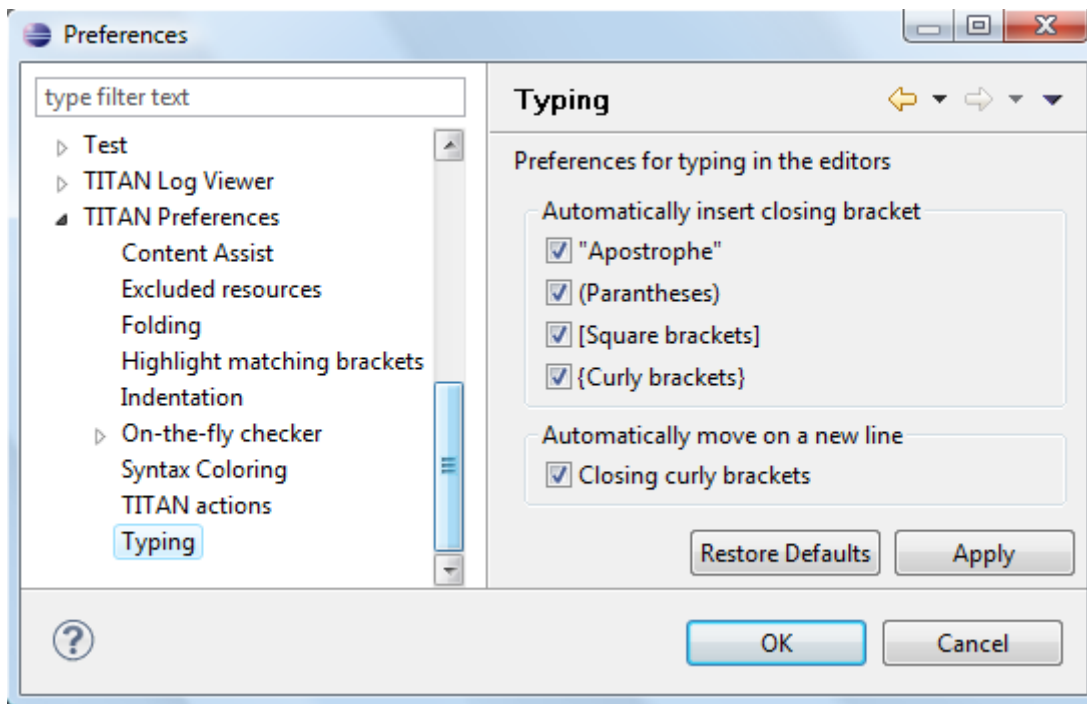 Preferences
type filter text
Test
TITAN Log Viewer
TITAN Preferences
Content Assist
Excluded resources
Folding
Highlight matching brackets
Indentation
On-the-fly checker
Syntax Coloring
TITAN actions
Typing
Typing
Preferences for typing in the editors
Automatically insert closing bracket
"Apostrophe"
(Parantheses)
[Square brackets]
{Curly brackets}
Automatically move on a new line
Closing curly brackets
Restore Defaults
Apply
?
OK
Cancel